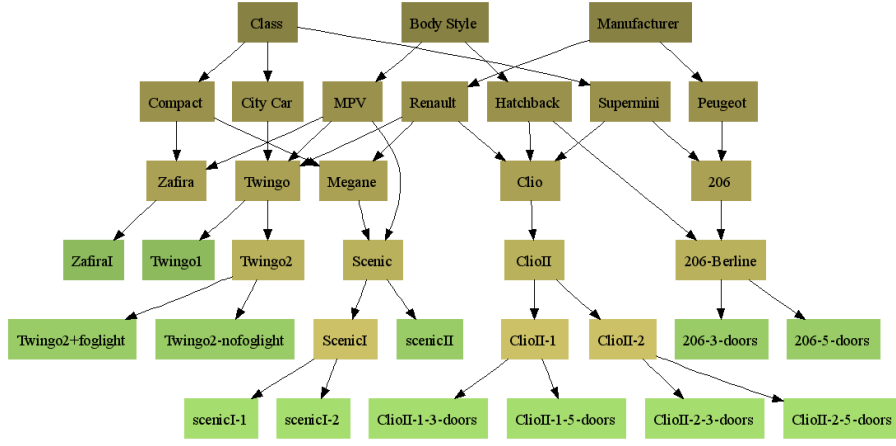 Class
Body Style
Manufacturer
Compact
City Car
MPV
Renault
Hatchback
Supermini
Peugeot
Zafira
Twingo
Megane
Clio
206
ZafiraI
Twingo1
Twingo2
Scenic
ClioII
206-Berline
Twingo2+foglight
Twingo2-nofoglight
ScenicI
scenicII
ClioII-1
ClioII-2
206-3-doors
206-5-doors
scenicI-1
scenicI-2
ClioII-1-3-doors
ClioII-1-5-doors
ClioII-2-3-doors
ClioII-2-5-doors